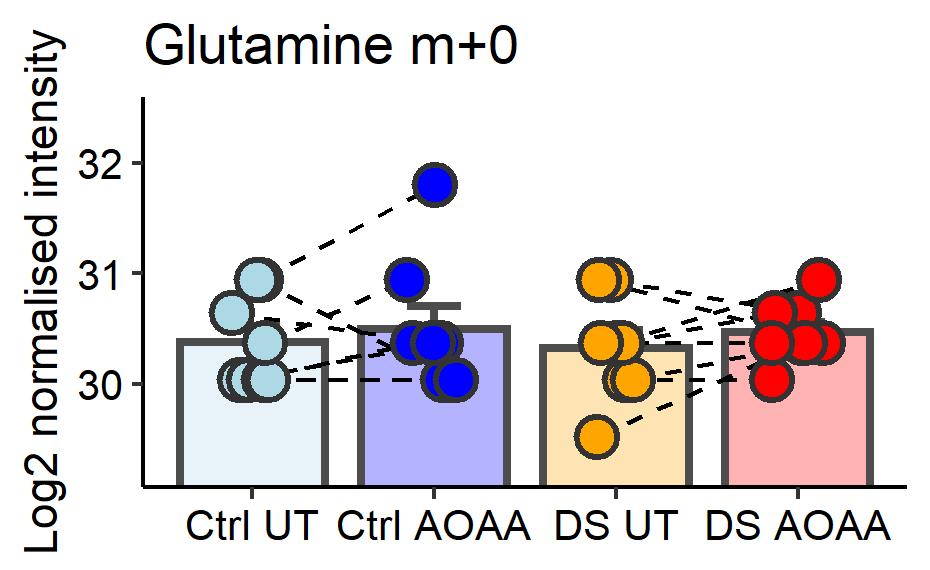 Glutamine m+0
Log2 normalised intensity
32
31
30
Ctrl UT
Ctrl AOAA
DS UT
DS AOAA